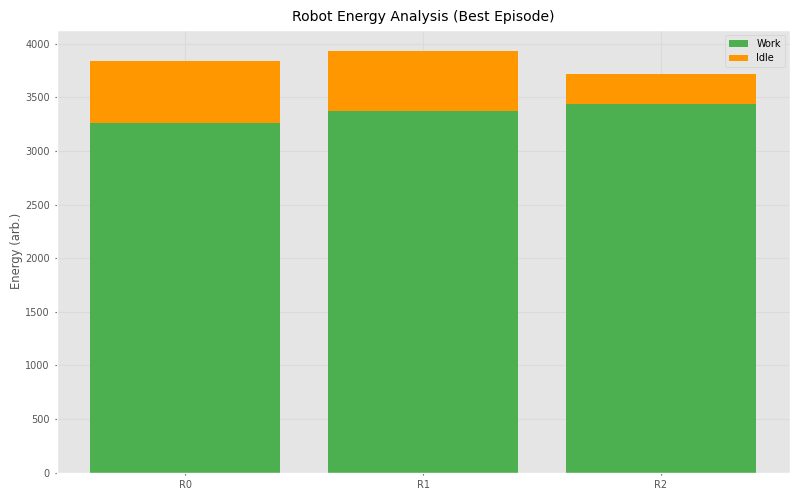 Robot Energy Analysis (Best Episode)
Work
Idle
Energy (arb.)
4000
3500
3000
2500
2000
1500
1000
500
0
R0 R1 R2